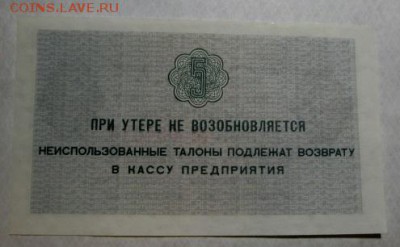 COINS.LAVE.RU
5
ПРИ УТЕРЕ НЕ ВОЗОБНОВЛЯЕТСЯ
НЕИСПОЛЬЗОВАННЫЕ ТАЛОНЫ ПОДЛЕЖАТ ВОЗВРАТУ
В КАССУ ПРЕДПРИЯТИЯ